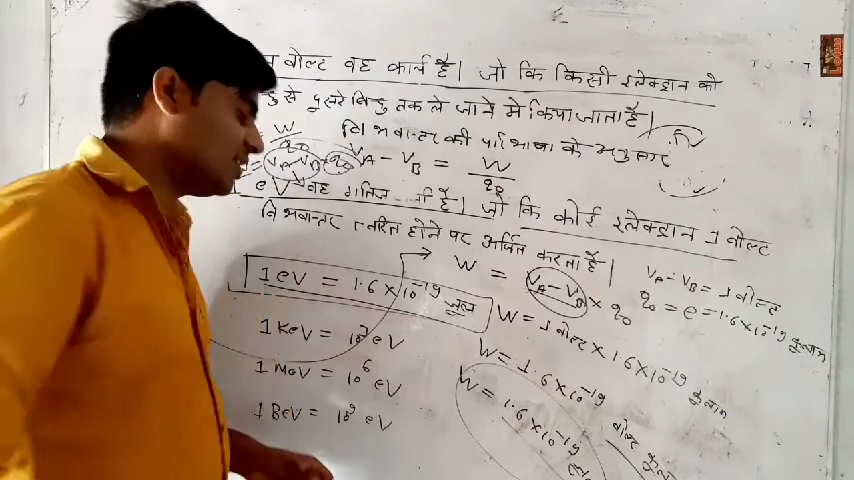 वोल्ट वह कार्य है। जो कि किसी इलेक्ट्रान को
से दूसरे बिन्दु तक ले जाने मे किया जाता है।
विभवान्तर की परिभाषा के अनुसार
W
V_A - V_B = W/q₀
eV वह गतिज है। जो कि कोई इलेक्ट्रान 1 वोल्ट
विभवान्तर त्वरित होने पर अर्जित करता है।
W = (V_A - V_B) × q₀
V_A - V_B = 1 वोल्ट
q₀ = e = 1.6×10⁻¹⁹ कूलाम
1eV = 1.6×10⁻¹⁹ जूल
W = 1 वोल्ट × 1.6×10⁻¹⁹ कूलाम
1 KeV = 10³ eV
W = 1.6×10⁻¹⁹
वोल्ट
1 MeV = 10⁶ eV
W = 1.6×10⁻¹⁹
1 BeV = 10⁹ eV